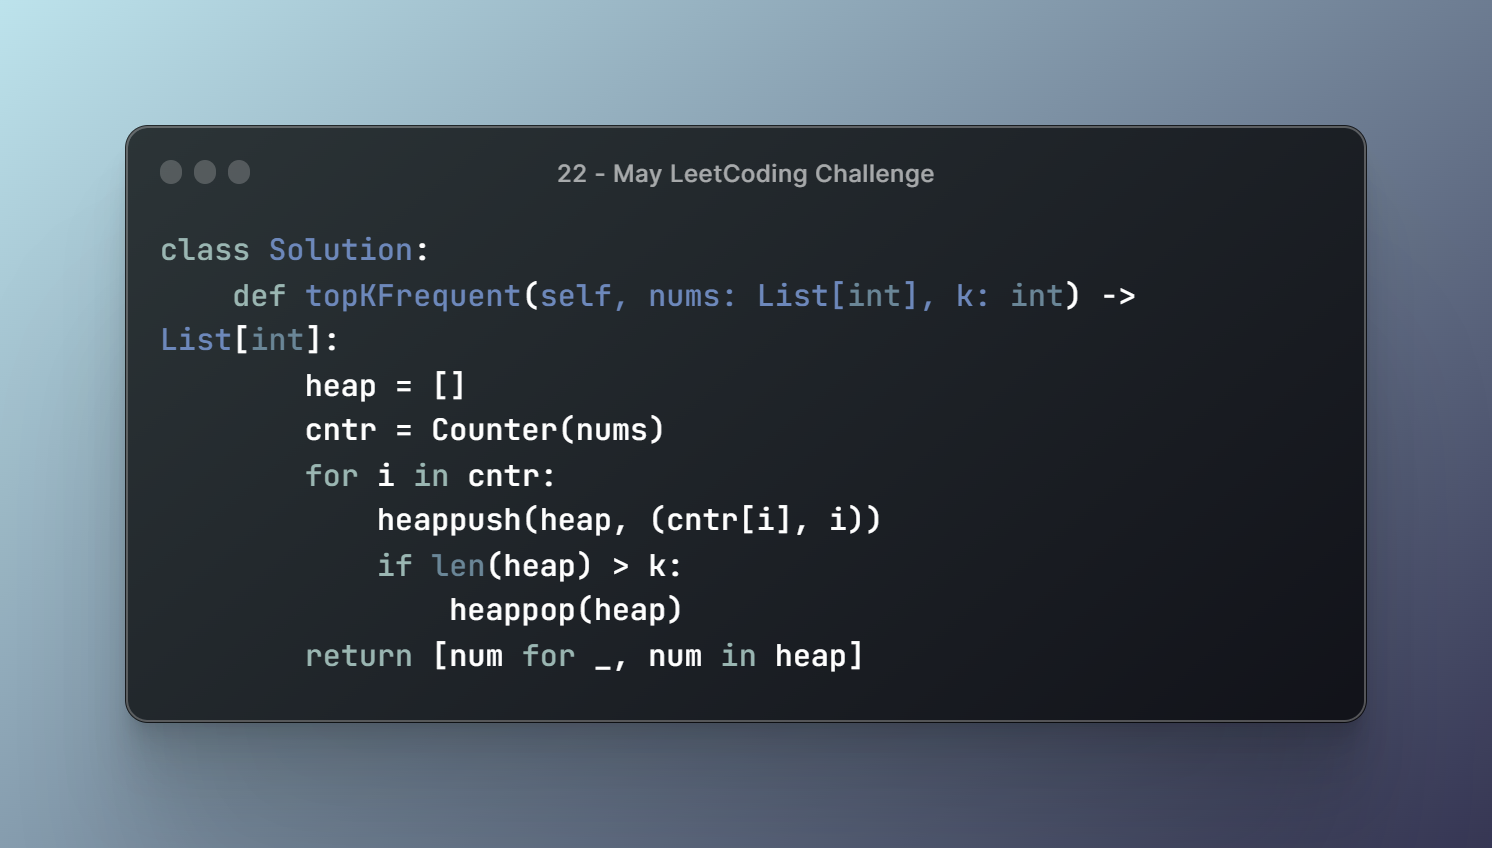 22 - May LeetCoding Challenge
class Solution:
    def topKFrequent(self, nums: List[int], k: int) ->
List[int]:
        heap = []
        cntr = Counter(nums)
        for i in cntr:
            heappush(heap, (cntr[i], i))
            if len(heap) > k:
                heappop(heap)
        return [num for _, num in heap]